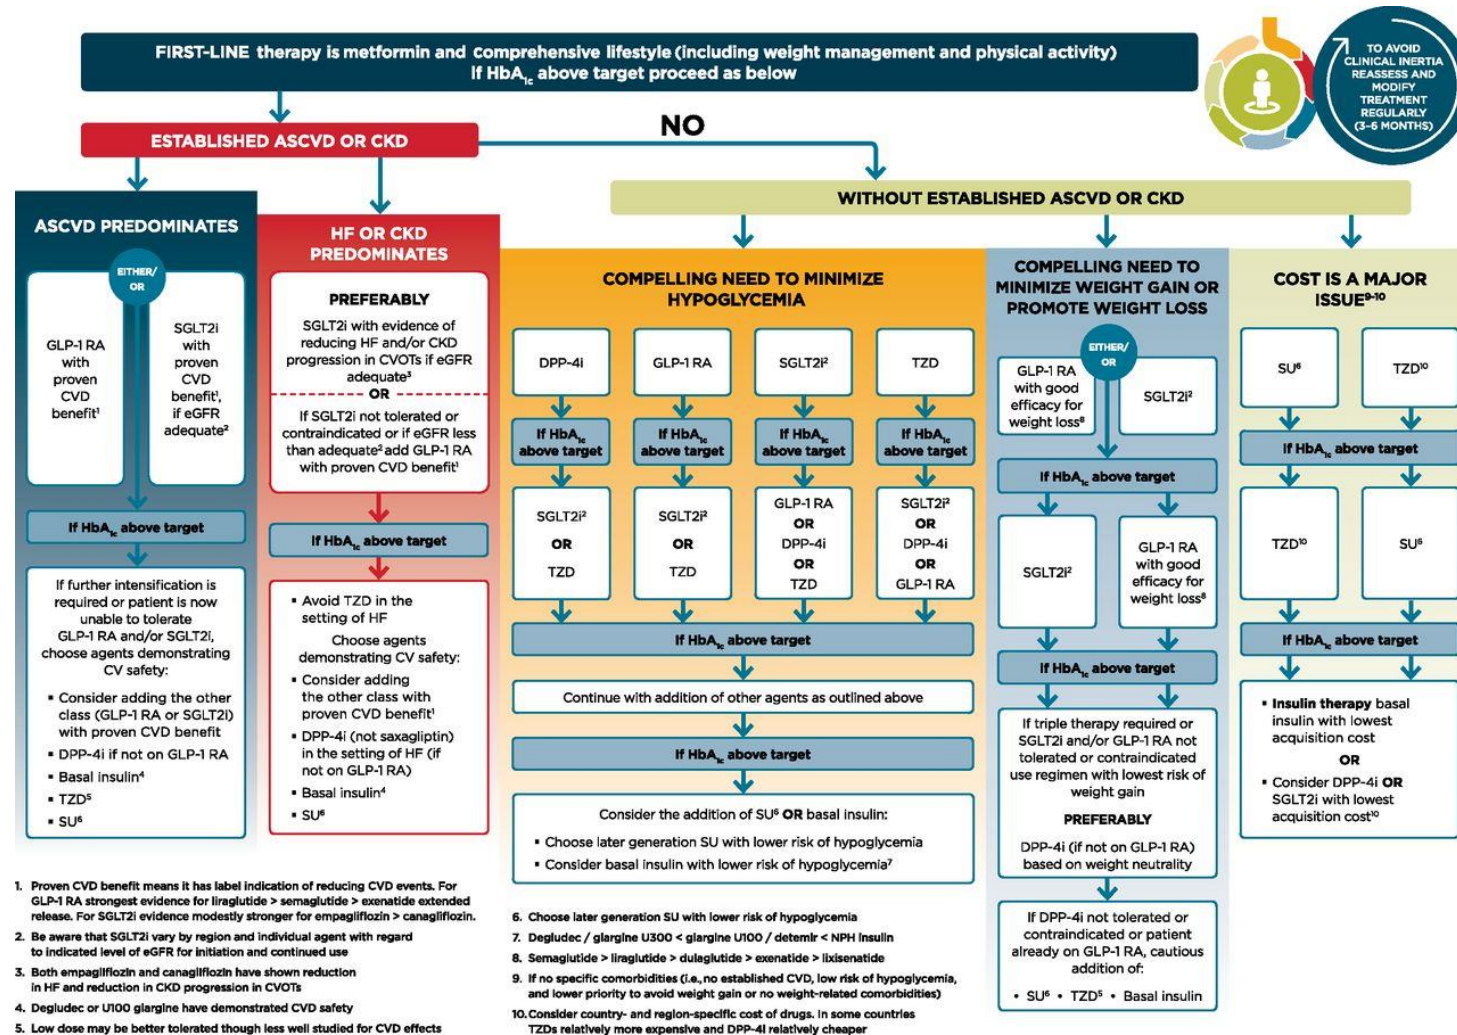 FIRST-LINE therapy is metformin and comprehensive lifestyle (including weight management and physical activity)
If HbA1c above target proceed as below
TO AVOID
CLINICAL INERTIA
REASSESS AND
MODIFY
TREATMENT
REGULARLY
(3–6 MONTHS)
ESTABLISHED ASCVD OR CKD
NO
WITHOUT ESTABLISHED ASCVD OR CKD
ASCVD PREDOMINATES
EITHER/
OR
GLP-1 RA
with
proven
CVD
benefit¹
SGLT2i
with
proven
CVD
benefit¹,
if eGFR
adequate²
If HbA1c above target
If further intensification is
required or patient is now
unable to tolerate
GLP-1 RA and/or SGLT2i,
choose agents demonstrating
CV safety:
▪ Consider adding the other
class (GLP-1 RA or SGLT2i)
with proven CVD benefit
▪ DPP-4i if not on GLP-1 RA
▪ Basal insulin⁴
▪ TZD⁵
▪ SU⁶
HF OR CKD
PREDOMINATES
PREFERABLY
SGLT2i with evidence of
reducing HF and/or CKD
progression in CVOTs if eGFR
adequate³
OR
If SGLT2i not tolerated or
contraindicated or if eGFR less
than adequate² add GLP-1 RA
with proven CVD benefit¹
If HbA1c above target
▪ Avoid TZD in the
setting of HF
Choose agents
demonstrating CV safety:
▪ Consider adding
the other class with
proven CVD benefit¹
▪ DPP-4i (not saxagliptin)
in the setting of HF (if
not on GLP-1 RA)
▪ Basal insulin⁴
▪ SU⁶
COMPELLING NEED TO MINIMIZE
HYPOGLYCEMIA
DPP-4i
GLP-1 RA
SGLT2i²
TZD
If HbA1c
above target
If HbA1c
above target
If HbA1c
above target
If HbA1c
above target
SGLT2i²
OR
TZD
SGLT2i²
OR
TZD
GLP-1 RA
OR
DPP-4i
OR
TZD
SGLT2i²
OR
DPP-4i
OR
GLP-1 RA
If HbA1c above target
Continue with addition of other agents as outlined above
If HbA1c above target
Consider the addition of SU⁶ OR basal insulin:
▪ Choose later generation SU with lower risk of hypoglycemia
▪ Consider basal insulin with lower risk of hypoglycemia⁷
COMPELLING NEED TO
MINIMIZE WEIGHT GAIN OR
PROMOTE WEIGHT LOSS
EITHER/
OR
GLP-1 RA
with good
efficacy for
weight loss⁸
SGLT2i²
If HbA1c above target
SGLT2i²
GLP-1 RA
with good
efficacy for
weight loss⁸
If HbA1c above target
If triple therapy required or
SGLT2i and/or GLP-1 RA not
tolerated or contraindicated
use regimen with lowest risk of
weight gain
PREFERABLY
DPP-4i (if not on GLP-1 RA)
based on weight neutrality
If DPP-4i not tolerated or
contraindicated or patient
already on GLP-1 RA, cautious
addition of:
• SU⁶ • TZD⁵ • Basal insulin
COST IS A MAJOR
ISSUE⁹⁻¹⁰
SU⁶
TZD¹⁰
If HbA1c above target
TZD¹⁰
SU⁶
If HbA1c above target
▪ Insulin therapy basal
insulin with lowest
acquisition cost
OR
▪ Consider DPP-4i OR
SGLT2i with lowest
acquisition cost¹⁰
1. Proven CVD benefit means it has label indication of reducing CVD events. For
GLP-1 RA strongest evidence for liraglutide > semaglutide > exenatide extended
release. For SGLT2i evidence modestly stronger for empagliflozin > canagliflozin.
2. Be aware that SGLT2i vary by region and individual agent with regard
to indicated level of eGFR for initiation and continued use
3. Both empagliflozin and canagliflozin have shown reduction
in HF and reduction in CKD progression in CVOTs
4. Degludec or U100 glargine have demonstrated CVD safety
5. Low dose may be better tolerated though less well studied for CVD effects
6. Choose later generation SU with lower risk of hypoglycemia
7. Degludec / glargine U300 < glargine U100 / detemir < NPH insulin
8. Semaglutide > liraglutide > dulaglutide > exenatide > lixisenatide
9. If no specific comorbidities (i.e., no established CVD, low risk of hypoglycemia,
and lower priority to avoid weight gain or no weight-related comorbidities)
10. Consider country- and region-specific cost of drugs. In some countries
TZDs relatively more expensive and DPP-4i relatively cheaper